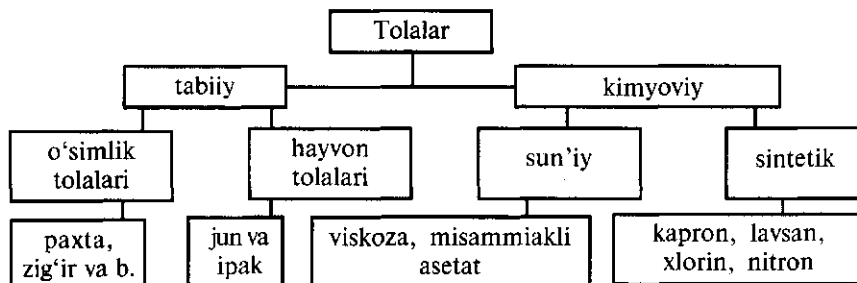 Tolalar
tabiiy
kimyoviy
o‘simlik
tolalari
hayvon
tolalari
sun’iy
sintetik
paxta,
zig‘ir va b.
jun va
ipak
viskoza, misammiakli
asetat
kapron, lavsan,
xlorin, nitron